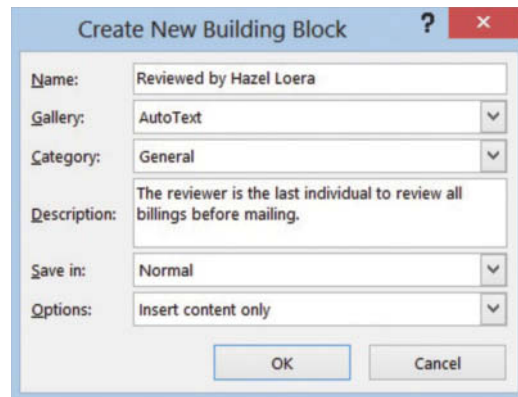 Create New Building Block ?
Name: Reviewed by Hazel Loera
Gallery: AutoText
Category: General
Description: The reviewer is the last individual to review all
billings before mailing.
Save in: Normal
Options: Insert content only
OK Cancel